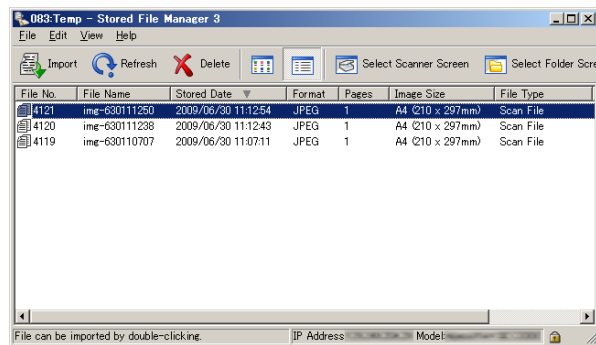 083:Temp - Stored File Manager 3
File Edit View Help
Import Refresh Delete Select Scanner Screen Select Folder Scre
File No. File Name Stored Date Format Pages Image Size File Type
4121 img-630111250 2009/06/30 11:12:54 JPEG 1 A4 (210 x 297mm) Scan File
4120 img-630111238 2009/06/30 11:12:43 JPEG 1 A4 (210 x 297mm) Scan File
4119 img-630110707 2009/06/30 11:07:11 JPEG 1 A4 (210 x 297mm) Scan File
File can be imported by double-clicking. IP Address Model: